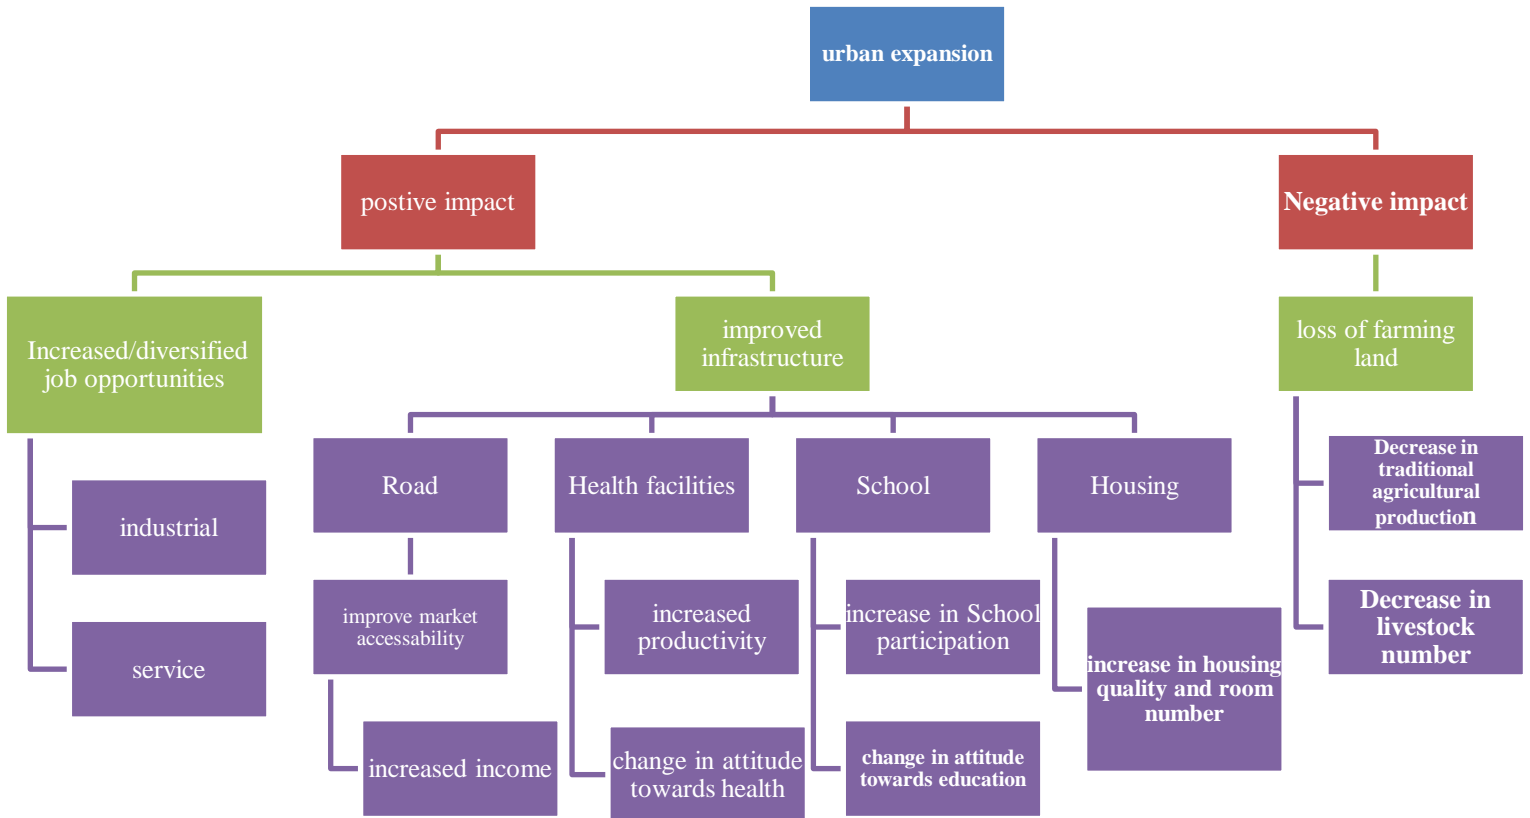 urban expansion
postive impact
Negative impact
Increased/diversified
job opportunities
improved
infrastructure
loss of farming
land
industrial
service
Road
Health facilities
School
Housing
improve market
accessability
increased income
increased
productivity
change in attitude
towards health
increase in School
participation
change in attitude
towards education
increase in housing
quality and room
number
Decrease in
traditional
agricultural
production
Decrease in
livestock
number